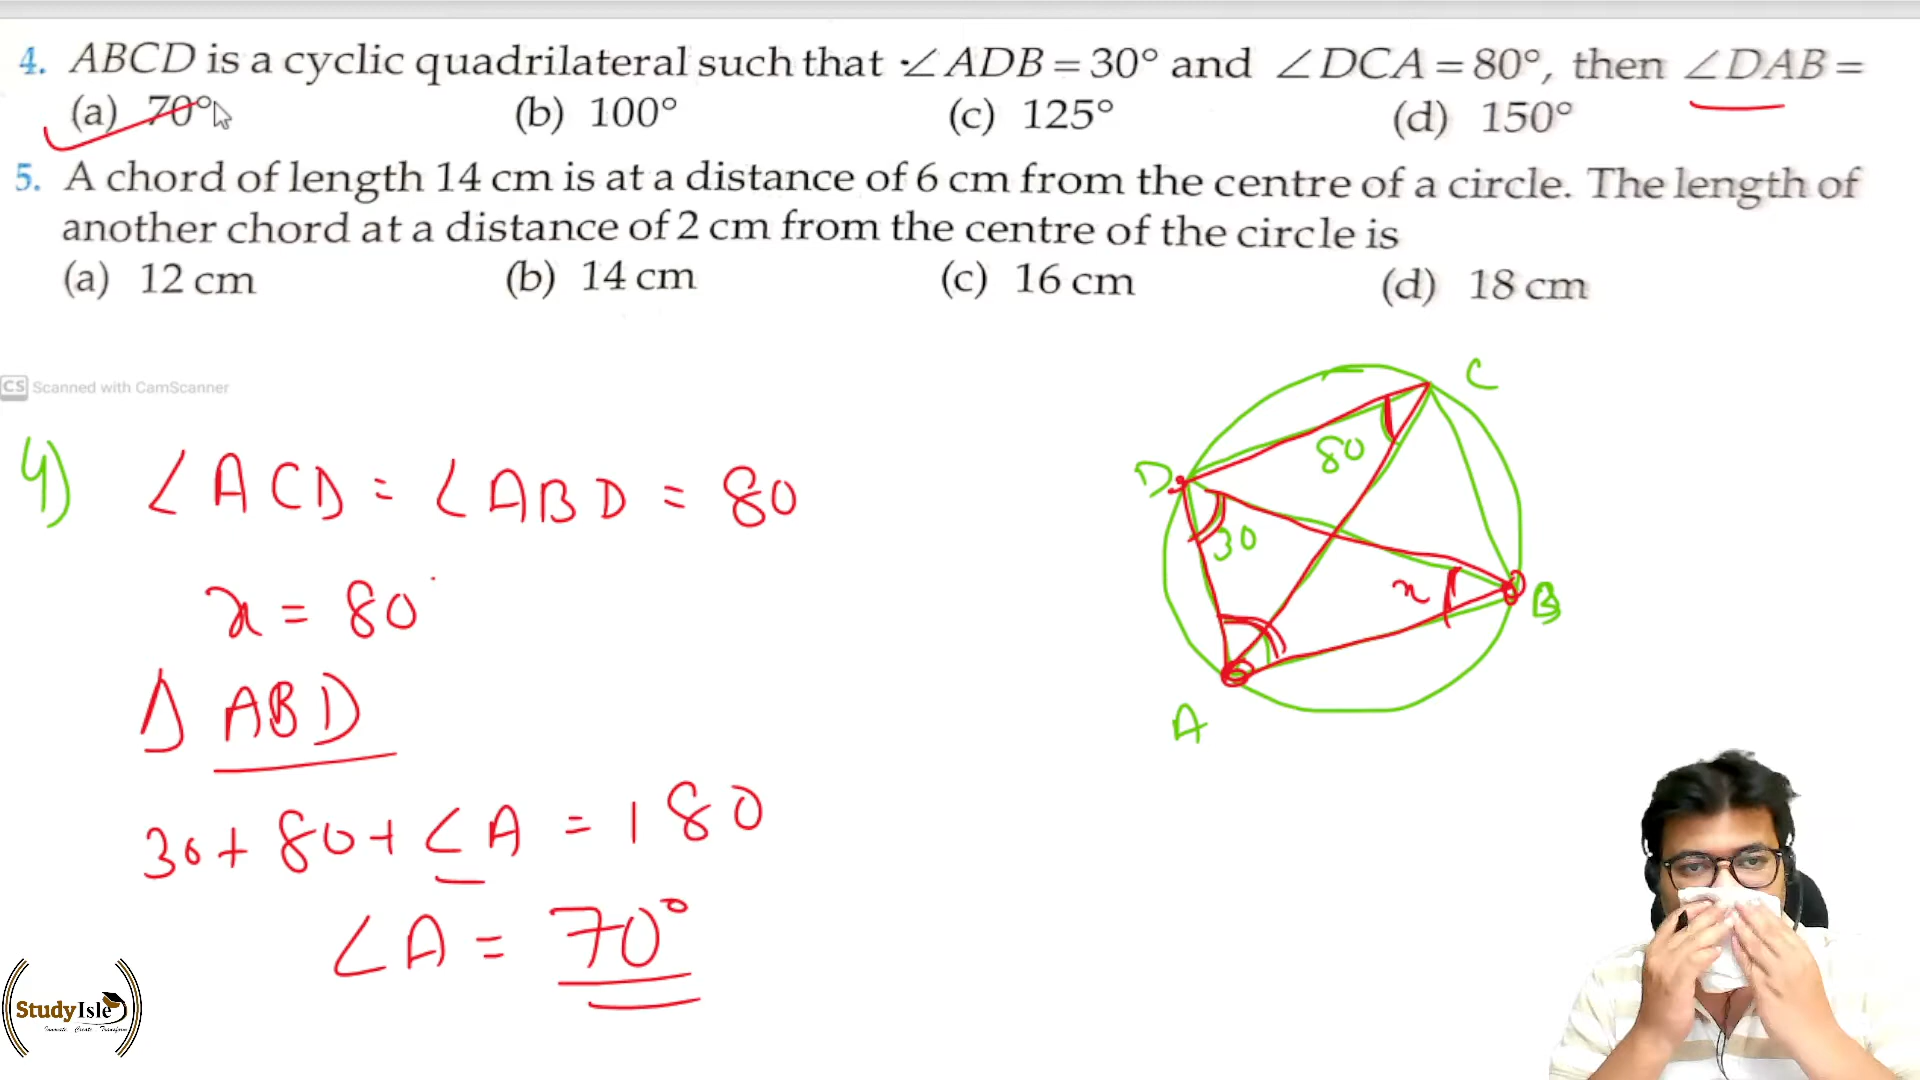 4. ABCD is a cyclic quadrilateral such that ∠ADB = 30° and ∠DCA = 80°, then ∠DAB =
(a) 70° (b) 100° (c) 125° (d) 150°
5. A chord of length 14 cm is at a distance of 6 cm from the centre of a circle. The length of
another chord at a distance of 2 cm from the centre of the circle is
(a) 12 cm (b) 14 cm (c) 16 cm (d) 18 cm
CS Scanned with CamScanner
4) ∠ACD = ∠ABD = 80
x = 80°
Δ ABD
30 + 80 + ∠A = 180
∠A = 70°
C
80
D
30
x
B
A
StudyIsle
Innovate. Create. Transform.